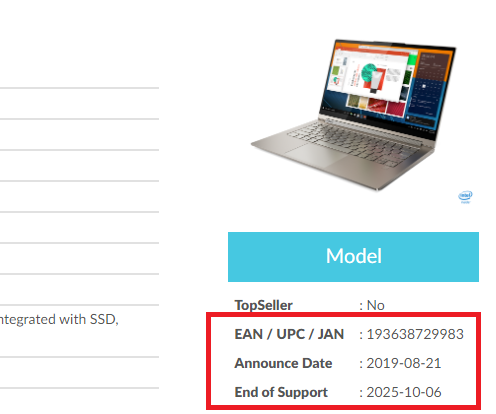 Model
TopSeller : No
ntegrated with SSD,
EAN / UPC / JAN : 193638729983
Announce Date : 2019-08-21
End of Support : 2025-10-06